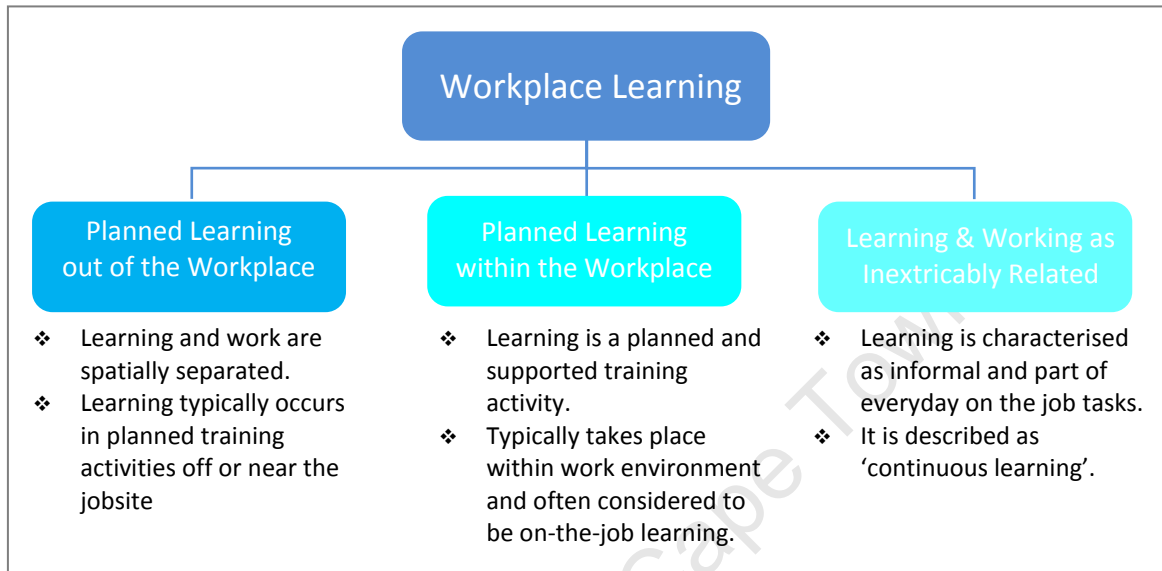 Workplace Learning
Planned Learning
out of the Workplace
❖ Learning and work are
spatially separated.
❖ Learning typically occurs
in planned training
activities off or near the
jobsite
Planned Learning
within the Workplace
❖ Learning is a planned and
supported training
activity.
❖ Typically takes place
within work environment
and often considered to
be on-the-job learning.
Learning & Working as
Inextricably Related
❖ Learning is characterised
as informal and part of
everyday on the job tasks.
❖ It is described as
‘continuous learning’.
Cape Town